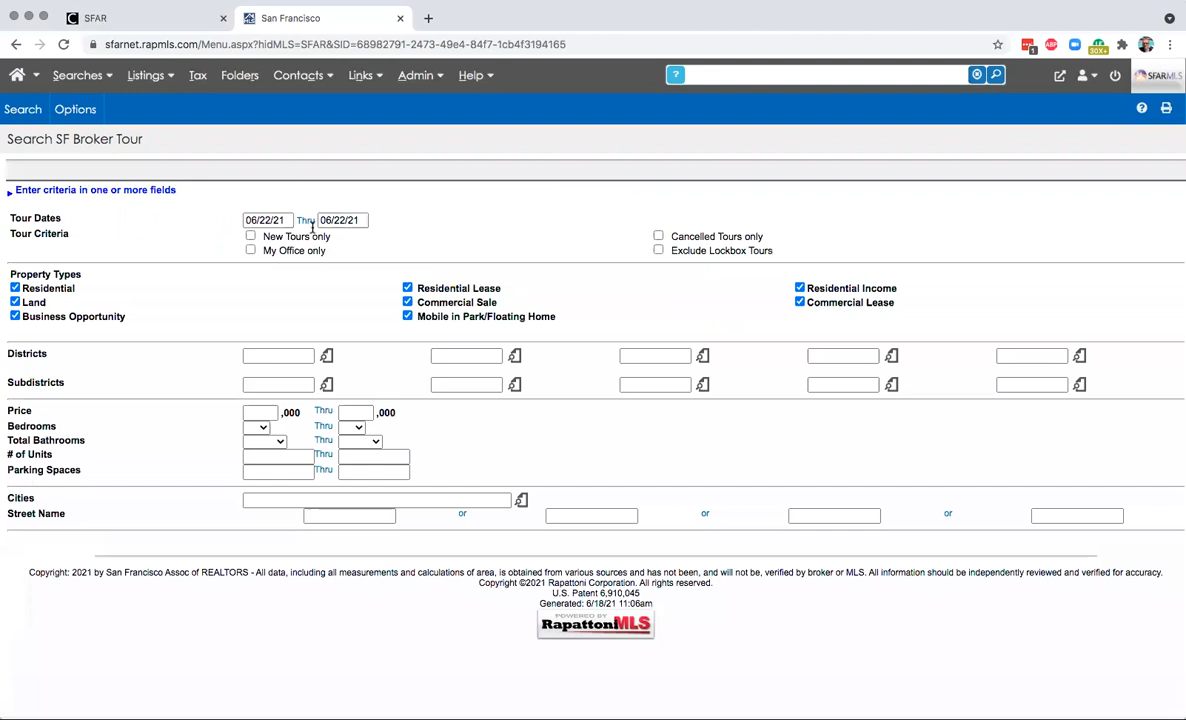 SFAR
San Francisco
sfarnet.rapmls.com/Menu.aspx?hidMLS=SFAR&SID=68982791-2473-49e4-84f7-1cb4f3194165
1
ABP
30X+
Searches Listings Tax Folders Contacts Links Admin Help
?
SFARMLS
Search Options
?
Search SF Broker Tour
Enter criteria in one or more fields
Tour Dates 06/22/21 Thru 06/22/21
Tour Criteria New Tours only Cancelled Tours only
My Office only Exclude Lockbox Tours
Property Types
Residential Residential Lease Residential Income
Land Commercial Sale Commercial Lease
Business Opportunity Mobile in Park/Floating Home
Districts
Subdistricts
Price ,000 Thru ,000
Bedrooms Thru
Total Bathrooms Thru
# of Units Thru
Parking Spaces Thru
Cities
Street Name or or or
Copyright: 2021 by San Francisco Assoc of REALTORS - All data, including all measurements and calculations of area, is obtained from various sources and has not been, and will not be, verified by broker or MLS. All information should be independently reviewed and verified for accuracy.
Copyright ©2021 Rapattoni Corporation. All rights reserved.
U.S. Patent 6,910,045
Generated: 6/18/21 11:06am
POWERED BY
RapattoniMLS